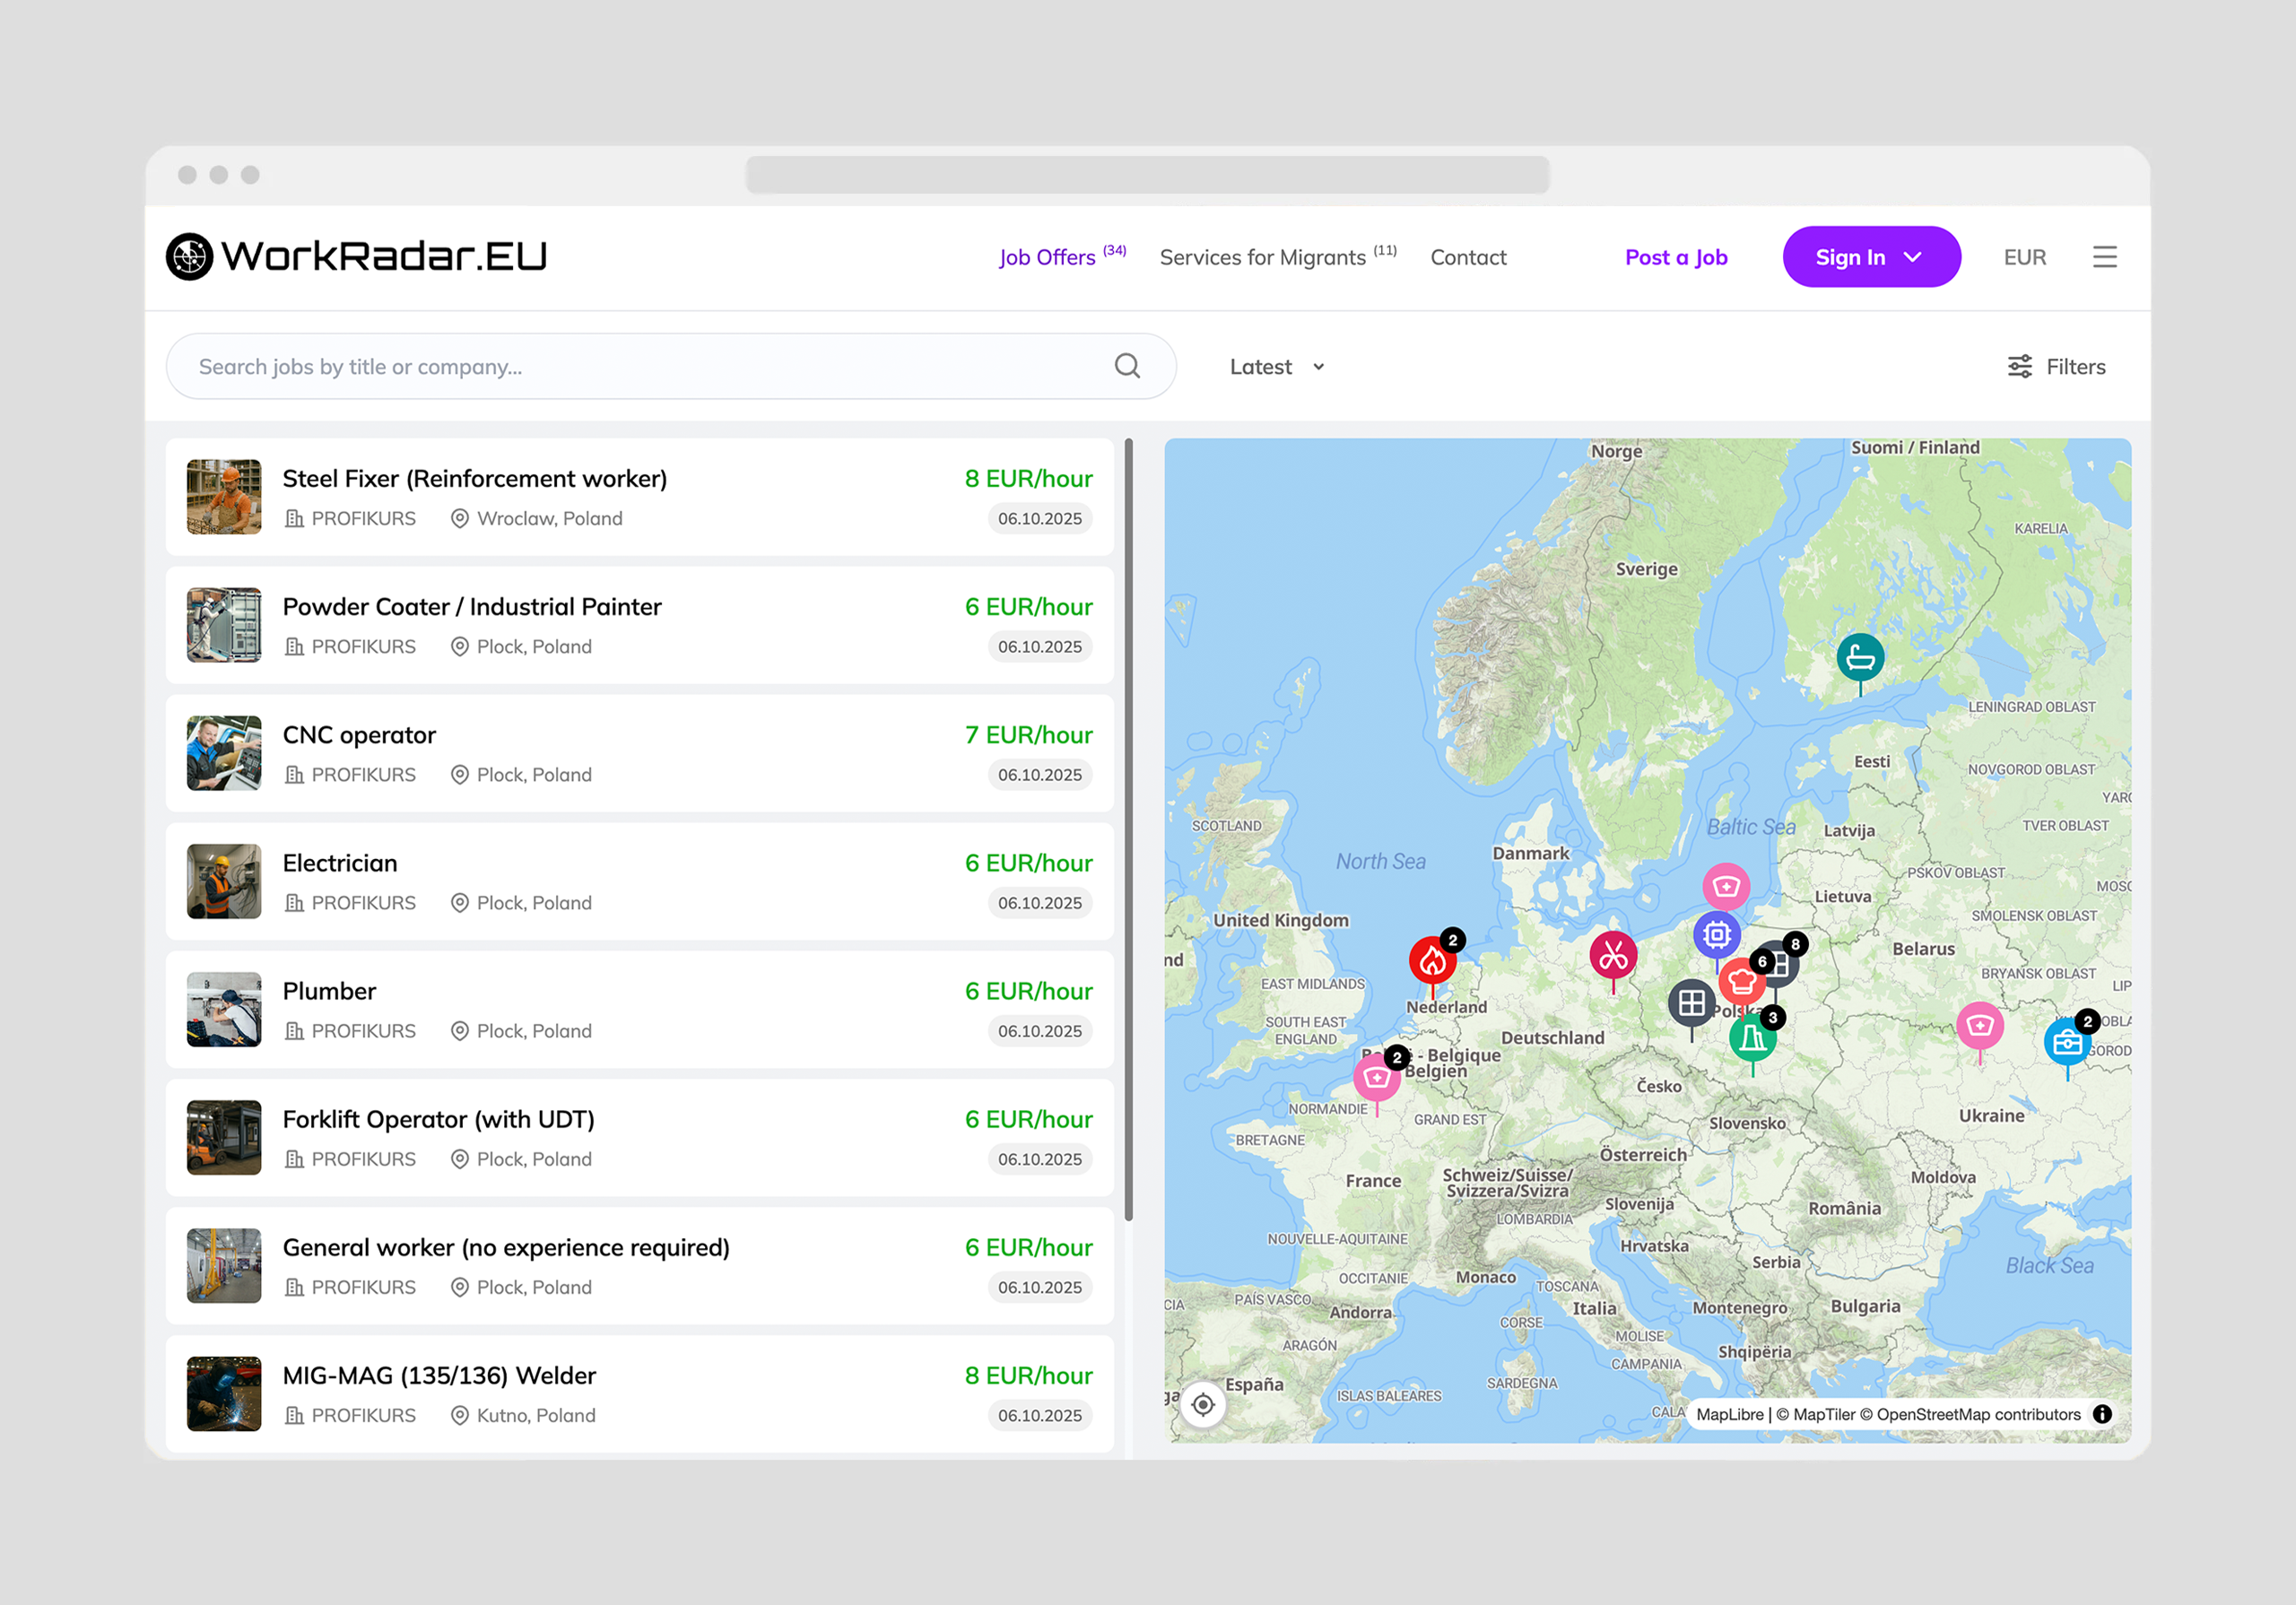 WorkRadar.EU
Job Offers (34)
Services for Migrants (11)
Contact
Post a Job
Sign In
EUR
Search jobs by title or company...
Latest
Filters
Steel Fixer (Reinforcement worker)
8 EUR/hour
PROFIKURS
Wroclaw, Poland
06.10.2025
Powder Coater / Industrial Painter
6 EUR/hour
PROFIKURS
Plock, Poland
06.10.2025
CNC operator
7 EUR/hour
PROFIKURS
Plock, Poland
06.10.2025
Electrician
6 EUR/hour
PROFIKURS
Plock, Poland
06.10.2025
Plumber
6 EUR/hour
PROFIKURS
Plock, Poland
06.10.2025
Forklift Operator (with UDT)
6 EUR/hour
PROFIKURS
Plock, Poland
06.10.2025
General worker (no experience required)
6 EUR/hour
PROFIKURS
Plock, Poland
06.10.2025
MIG-MAG (135/136) Welder
8 EUR/hour
PROFIKURS
Kutno, Poland
06.10.2025
Norge
Suomi / Finland
KARELIA
Sverige
LENINGRAD OBLAST
Eesti
NOVGOROD OBLAST
SCOTLAND
Baltic Sea
Latvija
TVER OBLAST
North Sea
Danmark
PSKOV OBLAST
Lietuva
United Kingdom
SMOLENSK OBLAST
Belarus
2
8
6
BRYANSK OBLAST
EAST MIDLANDS
Nederland
Polska
3
2
SOUTH EAST
ENGLAND
Deutschland
2
- Belgique
Belgien
Česko
NORMANDIE
GRAND EST
Slovensko
Ukraine
BRETAGNE
Österreich
France
Schweiz/Suisse/
Svizzera/Svizra
Moldova
Slovenija
România
LOMBARDIA
NOUVELLE-AQUITAINE
Hrvatska
Serbia
Black Sea
OCCITANIE
Monaco
TOSCANA
PAÍS VASCO
Andorra
Italia
Montenegro
Bulgaria
CORSE
MOLISE
ARAGÓN
Shqipëria
CAMPANIA
España
SARDEGNA
ISLAS BALEARES
MapLibre | © MapTiler © OpenStreetMap contributors